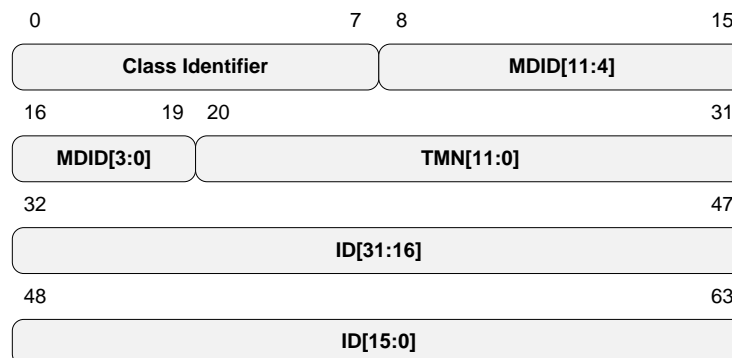 0 7 8 15
Class Identifier MDID[11:4]
16 19 20 31
MDID[3:0] TMN[11:0]
32 47
ID[31:16]
48 63
ID[15:0]